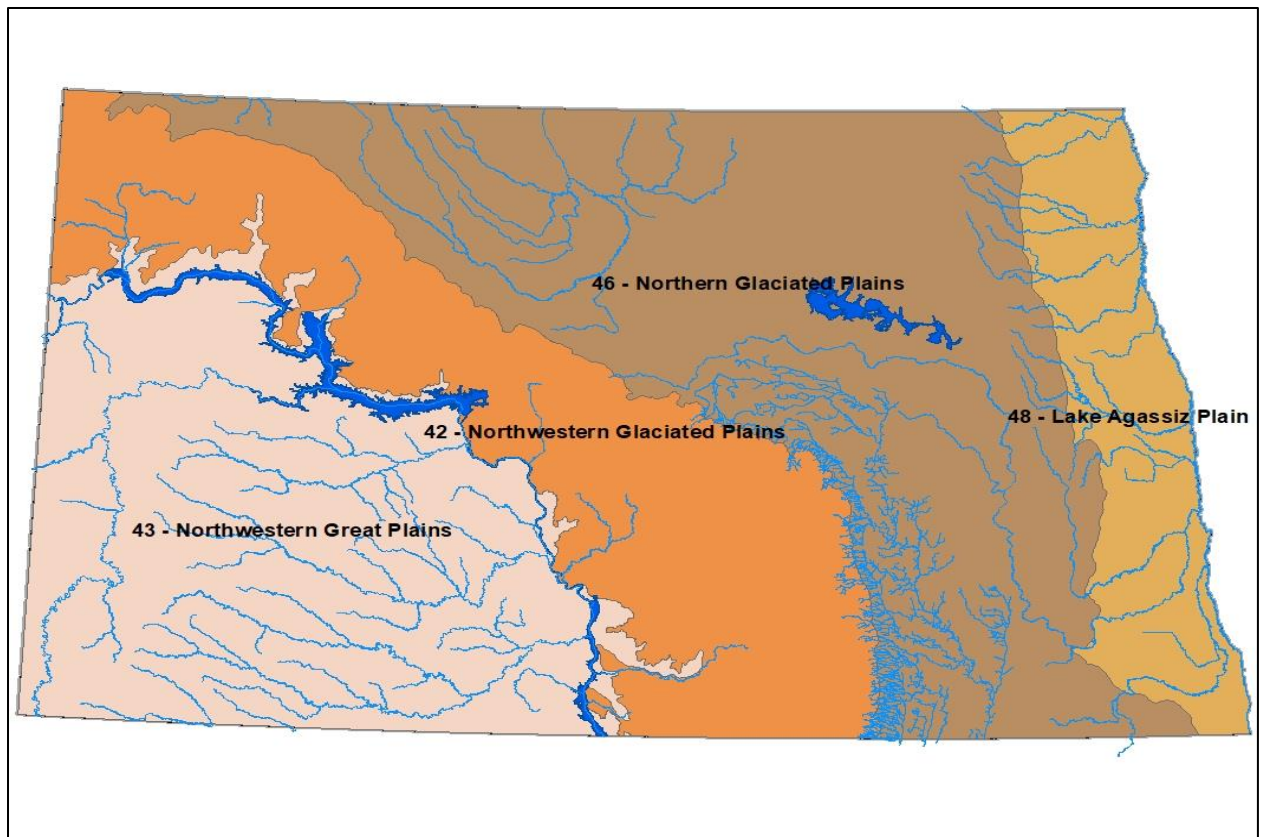 46 - Northern Glaciated Plains
48 - Lake Agassiz Plain
42 - Northwestern Glaciated Plains
43 - Northwestern Great Plains